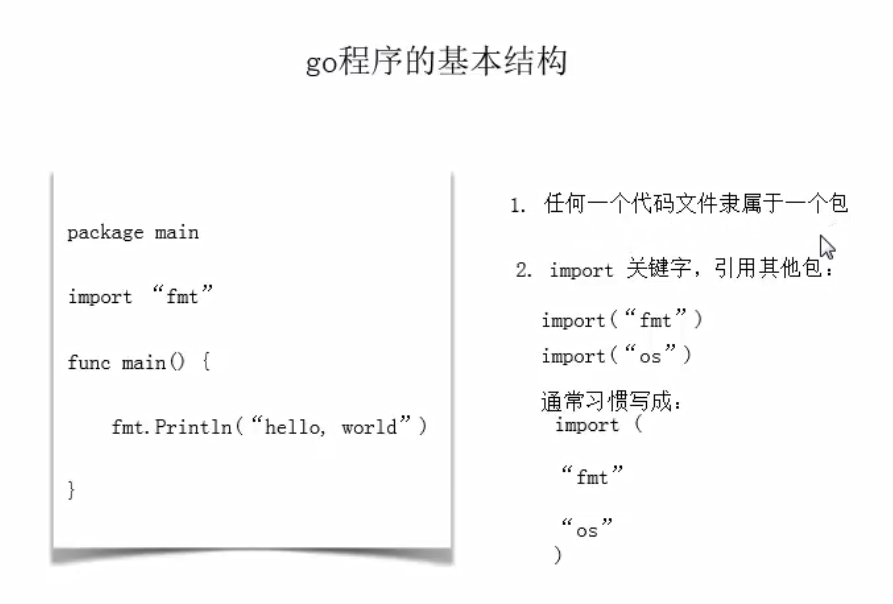 go程序的基本结构
package main
import “fmt”
func main() {
fmt.Println(“hello, world”)
}
1. 任何一个代码文件隶属于一个包
2. import 关键字，引用其他包：
import(“fmt”)
import(“os”)
通常习惯写成：
import (
“fmt”
“os”
)